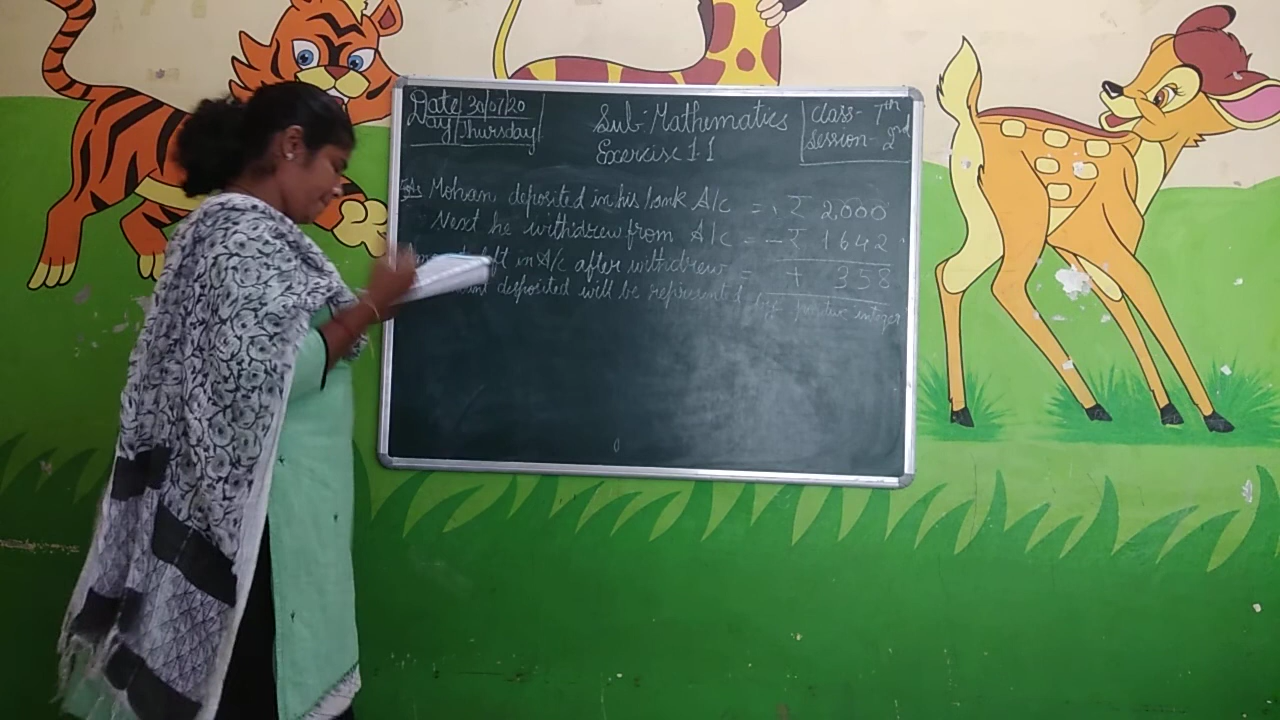 Date/30/07/20
Day/Thursday
Sub-Mathematics
Exercise 1.1
Class- 7th
Session- 2nd
Mohan deposited in his bank A/c = ₹ 2000
Next he withdrew from A/c = -₹ 1642
left in A/c after withdrew = + 358
deposited will be represented by positive integer